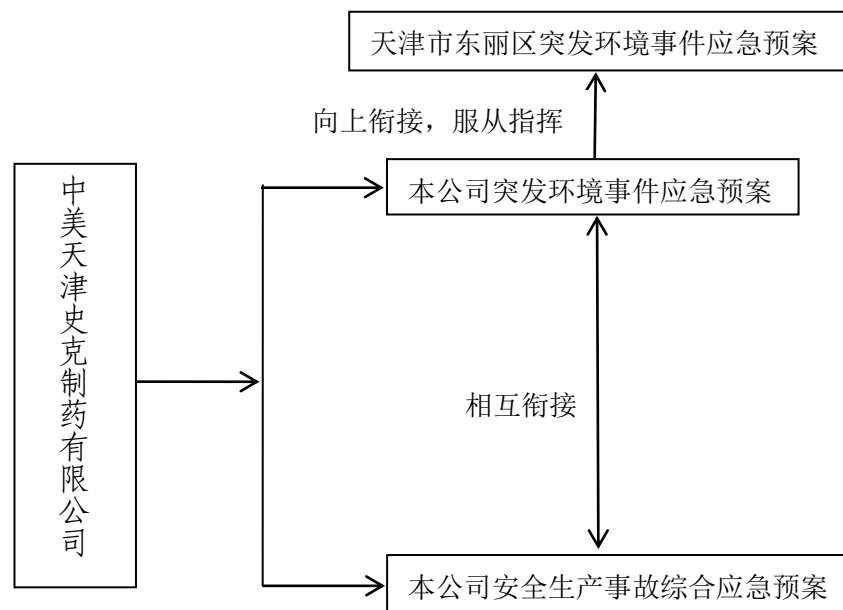 天津市东丽区突发环境事件应急预案
向上衔接，服从指挥
本公司突发环境事件应急预案
中美天津史克制药有限公司
相互衔接
本公司安全生产事故综合应急预案